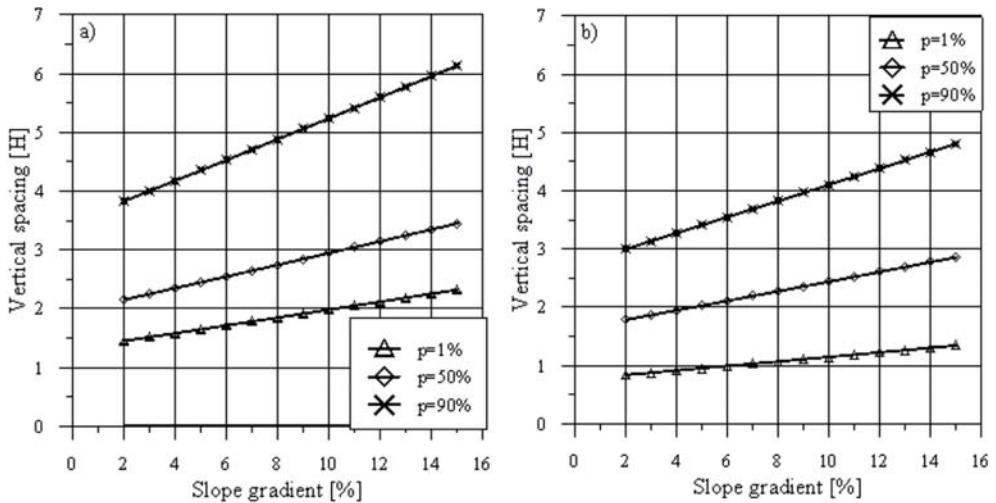 a)
Vertical spacing [H]
7
6
5
4
3
2
1
0
p=1%
p=50%
p=90%
0 2 4 6 8 10 12 14 16
Slope gradient [%]
b)
Vertical spacing [H]
7
6
5
4
3
2
1
0
p=1%
p=50%
p=90%
0 2 4 6 8 10 12 14 16
Slope gradient [%]